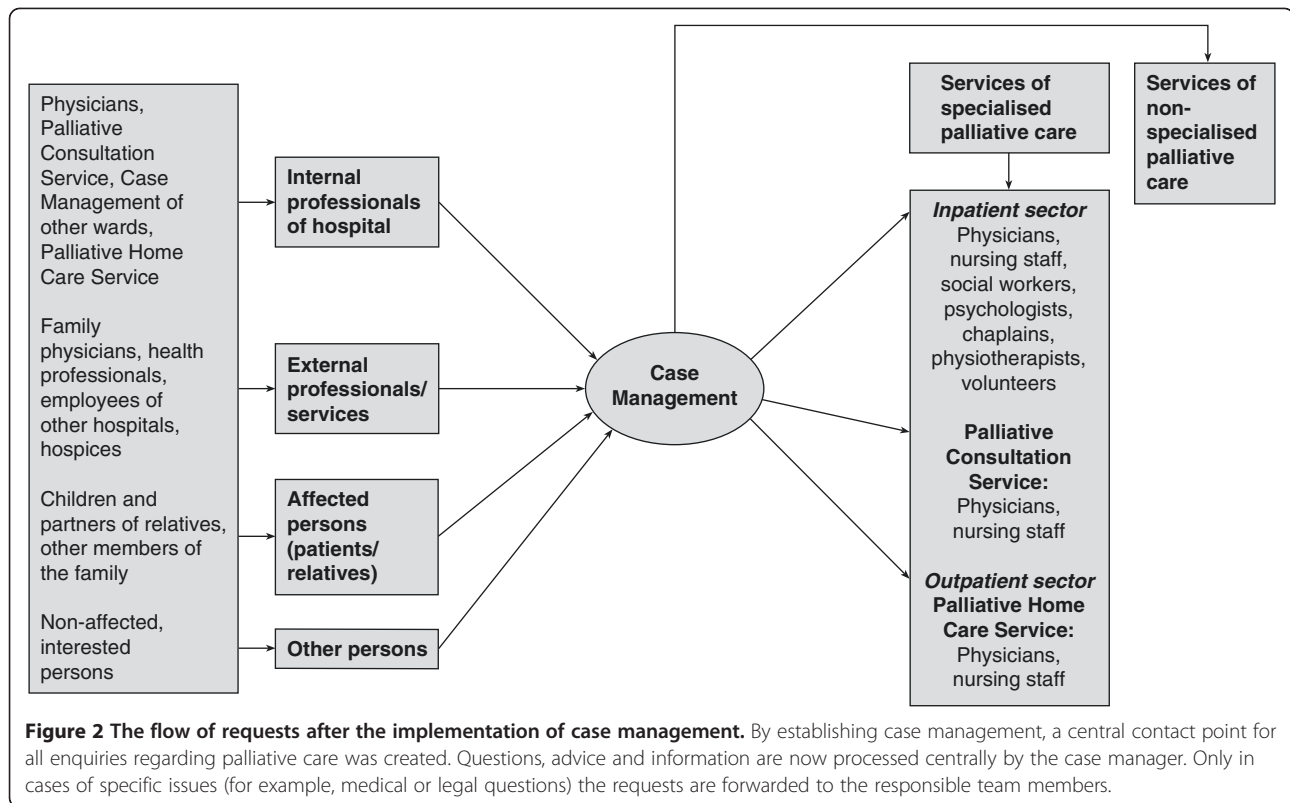 Physicians,
Palliative
Consultation
Service, Case
Management of
other wards,
Palliative Home
Care Service
Family
physicians, health
professionals,
employees of
other hospitals,
hospices
Children and
partners of relatives,
other members of
the family
Non-affected,
interested
persons
Internal
professionals
of hospital
External
professionals/
services
Affected
persons
(patients/
relatives)
Other persons
Case
Management
Services of
specialised
palliative care
Services of
non-
specialised
palliative
care
Inpatient sector
Physicians,
nursing staff,
social workers,
psychologists,
chaplains,
physiotherapists,
volunteers
Palliative
Consultation
Service:
Physicians,
nursing staff
Outpatient sector
Palliative Home
Care Service:
Physicians,
nursing staff
Figure 2 The flow of requests after the implementation of case management. By establishing case management, a central contact point for
all enquiries regarding palliative care was created. Questions, advice and information are now processed centrally by the case manager. Only in
cases of specific issues (for example, medical or legal questions) the requests are forwarded to the responsible team members.